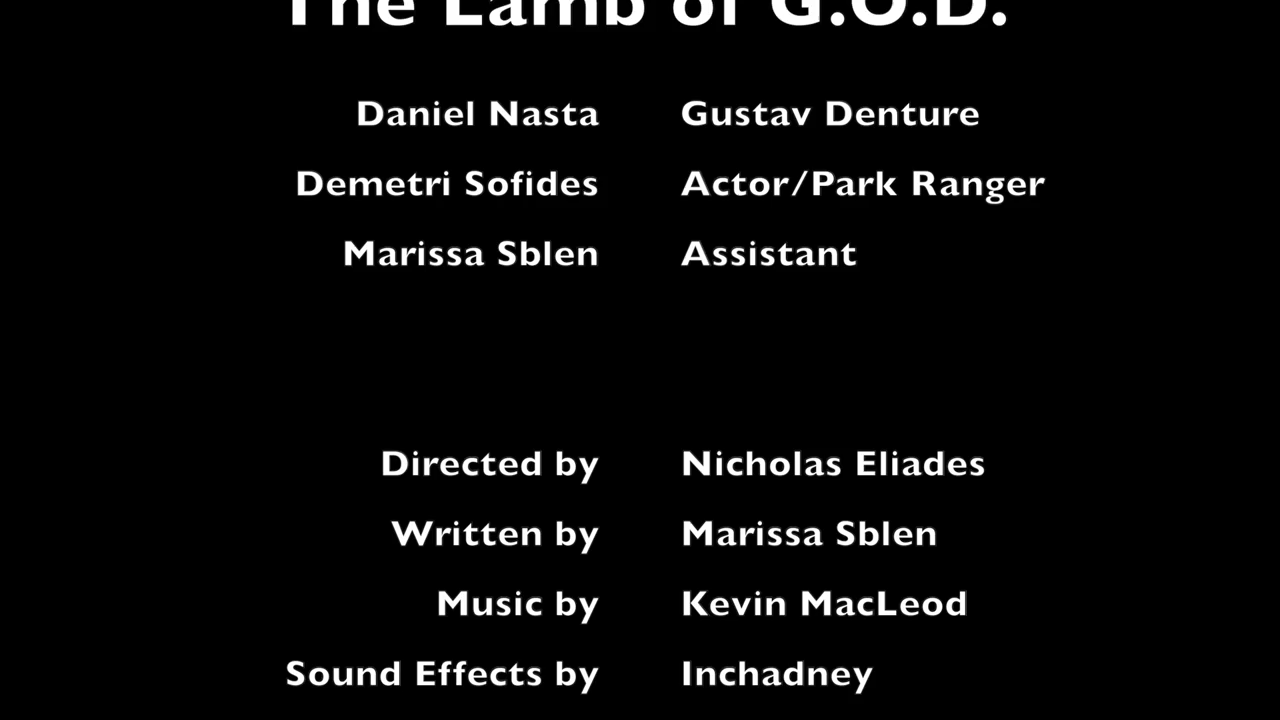 The Lamb of G.O.D.
Daniel Nasta Gustav Denture
Demetri Sofides Actor/Park Ranger
Marissa Sblen Assistant
Directed by Nicholas Eliades
Written by Marissa Sblen
Music by Kevin MacLeod
Sound Effects by Inchadney